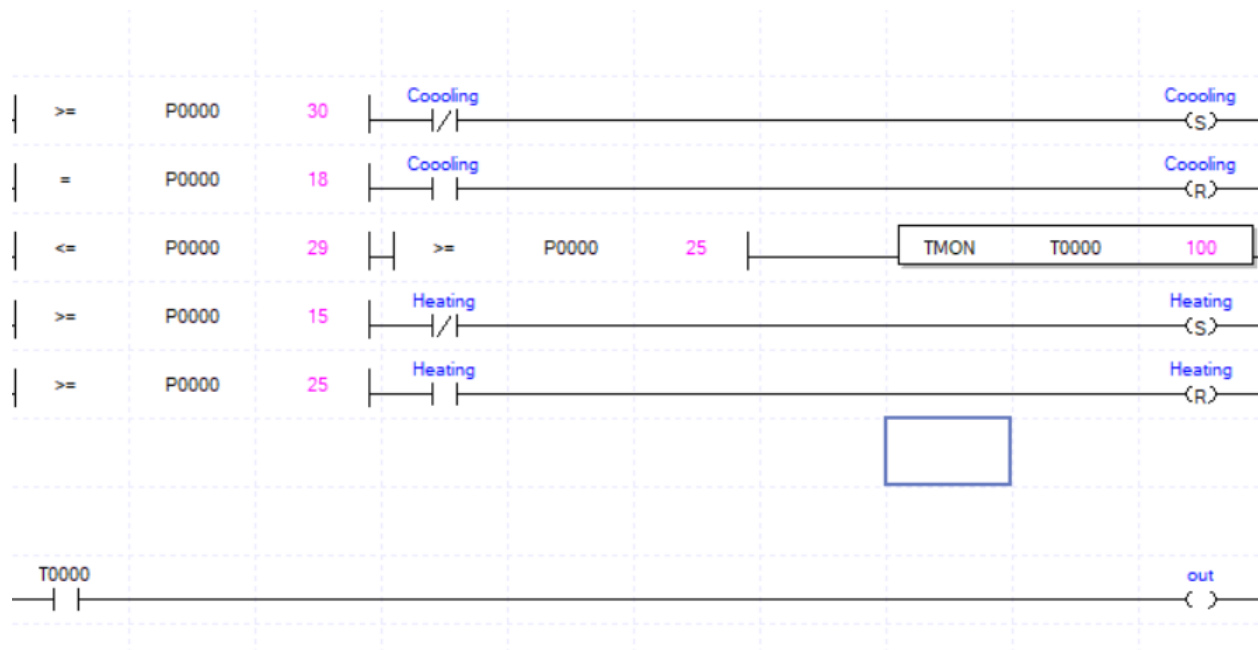 Coooling Coooling
>= P0000 30 S
Coooling Coooling
= P0000 18 R
<= P0000 29 >= P0000 25 TMON T0000 100
Heating Heating
>= P0000 15 S
Heating Heating
>= P0000 25 R
T0000 out